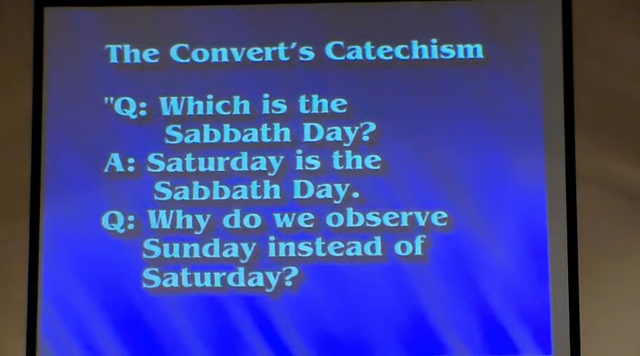 The Convert's Catechism
"Q: Which is the
Sabbath Day?
A: Saturday is the
Sabbath Day.
Q: Why do we observe
Sunday instead of
Saturday?